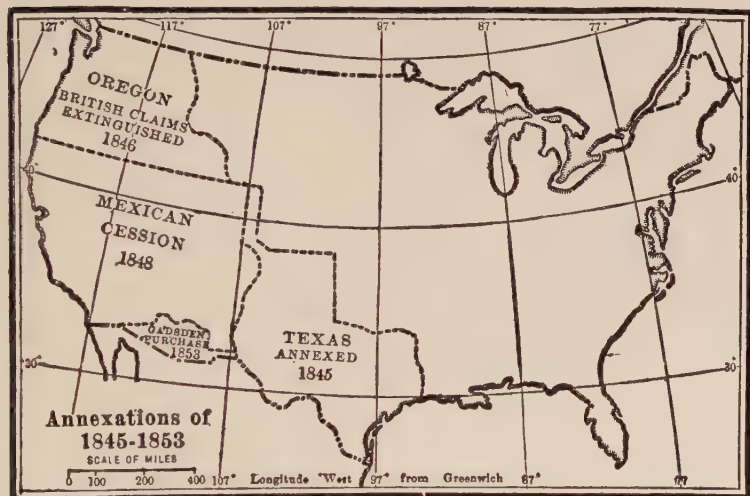 127° 117° 107° 97° 87° 77°
OREGON
BRITISH CLAIMS
EXTINGUISHED
1846
40° 40°
MEXICAN
CESSION
1848
GADSDEN
PURCHASE
1853
TEXAS
ANNEXED
1845
30° 30°
Annexations of
1845-1853
SCALE OF MILES
0 100 200 400
107° Longitude West 97° from Greenwich 87° 77